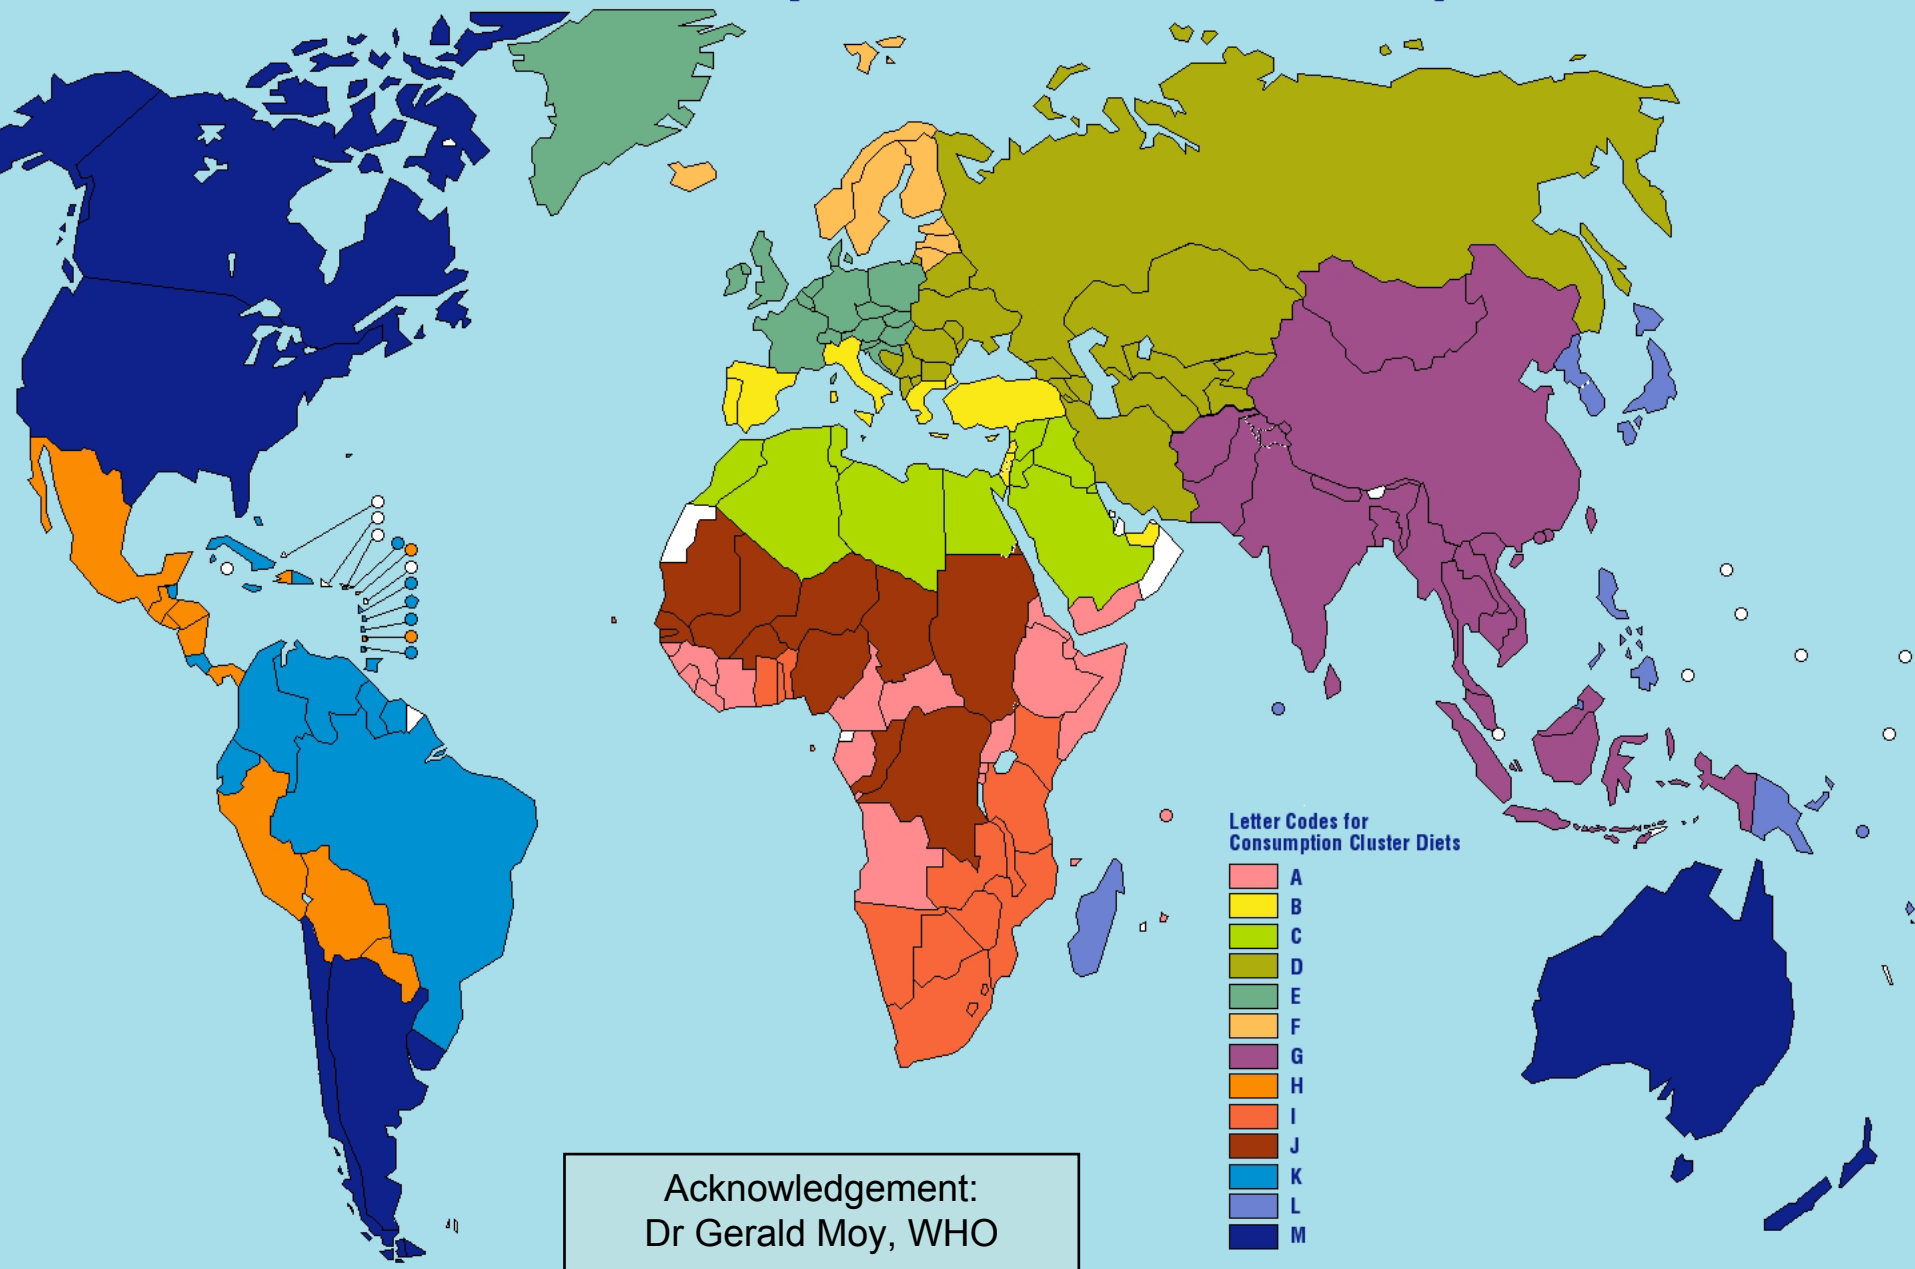 Letter Codes for
Consumption Cluster Diets
A
B
C
D
E
F
G
H
I
J
K
L
M
Acknowledgement:
Dr Gerald Moy, WHO